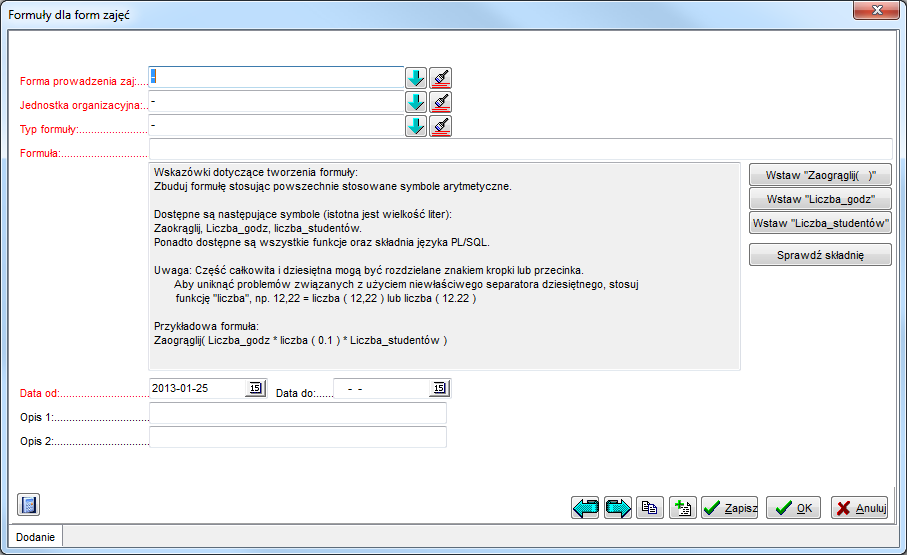 Formuły dla form zajęć
Forma prowadzenia zaj:.... -
Jednostka organizacyjna:.. -
Typ formuły:...................... -
Formuła:...........................
Wskazówki dotyczące tworzenia formuły:
Zbuduj formułę stosując powszechnie stosowane symbole arytmetyczne.
Dostępne są następujące symbole (istotna jest wielkość liter):
Zaokrąglij, Liczba_godz, liczba_studentów.
Ponadto dostępne są wszystkie funkcje oraz składnia języka PL/SQL.
Uwaga: Część całkowita i dziesiętna mogą być rozdzielane znakiem kropki lub przecinka.
Aby uniknąć problemów związanych z użyciem niewłaściwego separatora dziesiętnego, stosuj
funkcję "liczba", np. 12,22 = liczba ( 12,22 ) lub liczba ( 12.22 )
Przykładowa formuła:
Zaogrąglij( Liczba_godz * liczba ( 0.1 ) * Liczba_studentów )
Wstaw "Zaogrąglij( )"
Wstaw "Liczba_godz"
Wstaw "Liczba_studentów"
Sprawdź składnię
Data od:............................ 2013-01-25 15 Data do:...... - - 15
Opis 1:..............................
Opis 2:..............................
Zapisz OK Anuluj
Dodanie